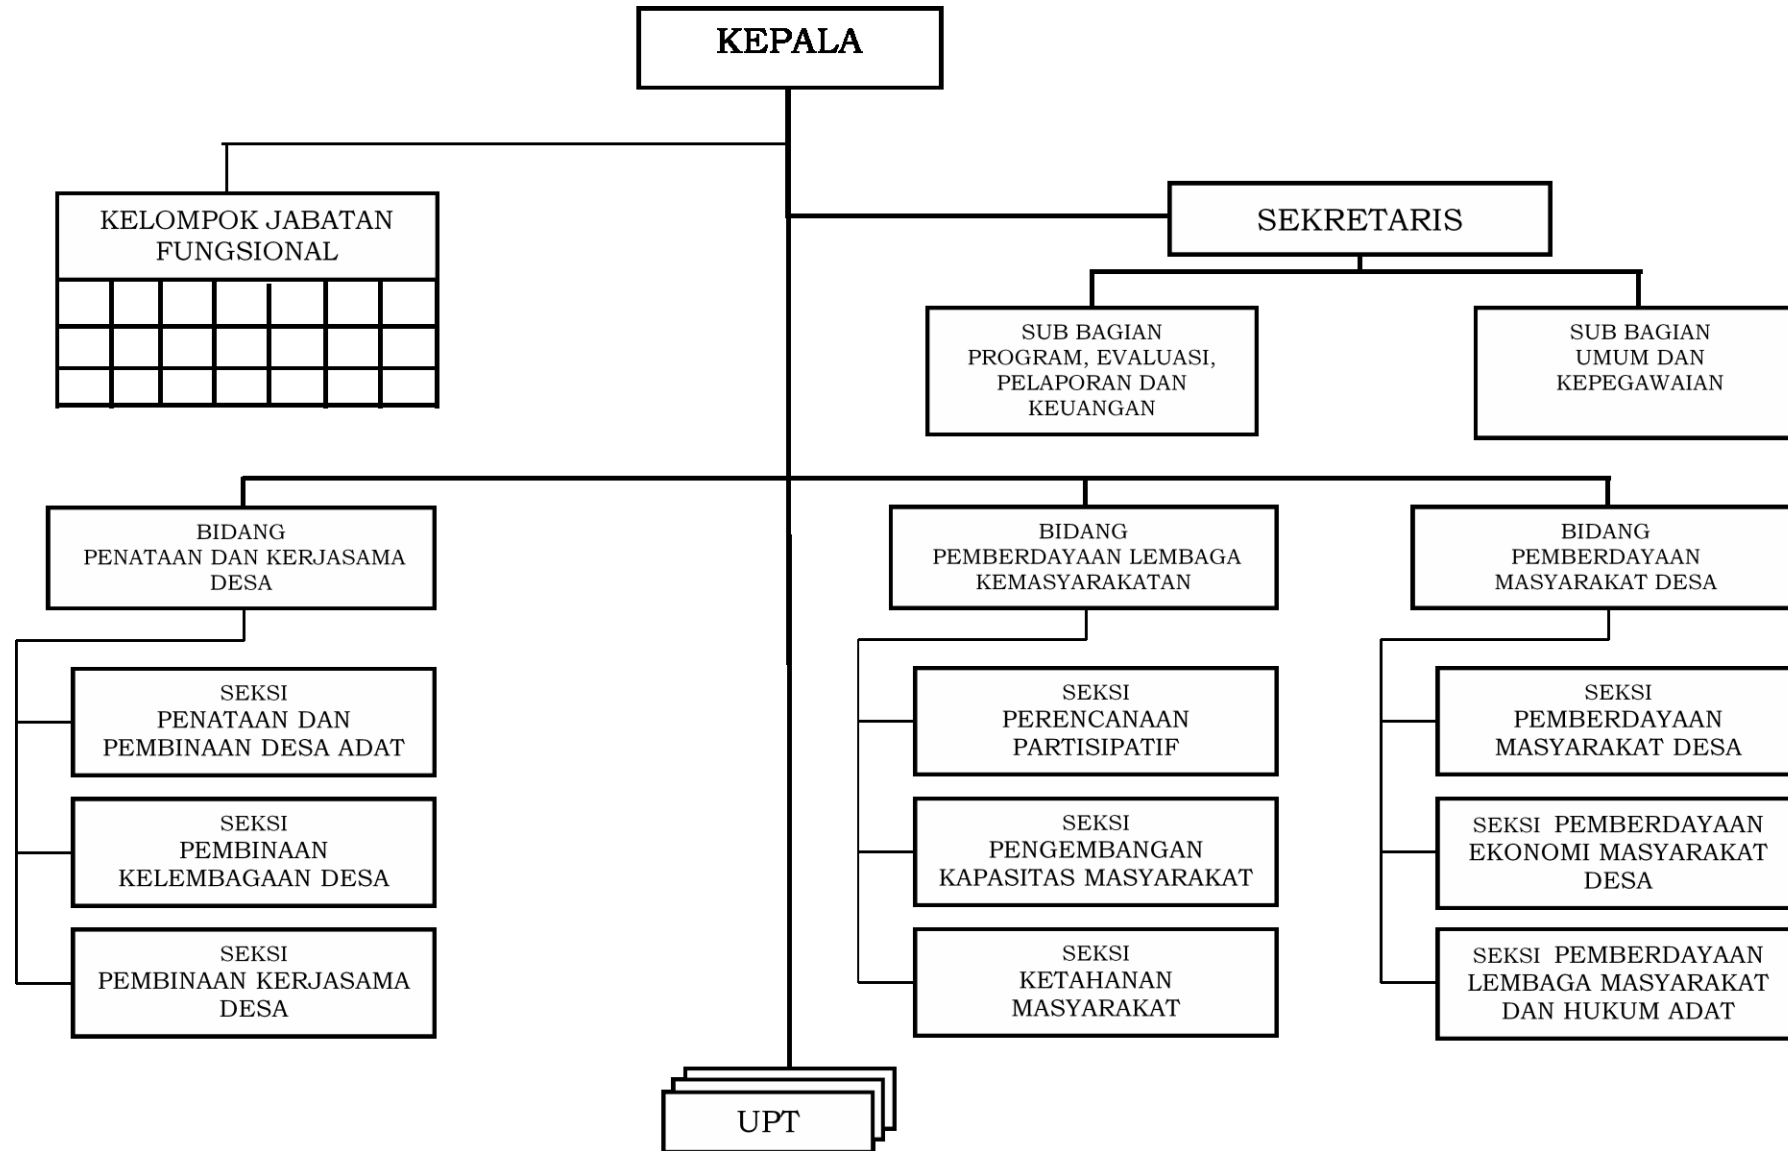 KEPALA
KELOMPOK JABATAN
FUNGSIONAL
SEKRETARIS
SUB BAGIAN
PROGRAM, EVALUASI,
PELAPORAN DAN
KEUANGAN
SUB BAGIAN
UMUM DAN
KEPEGAWAIAN
BIDANG
PENATAAN DAN KERJASAMA
DESA
BIDANG
PEMBERDAYAAN LEMBAGA
KEMASYARAKATAN
BIDANG
PEMBERDAYAAN
MASYARAKAT DESA
SEKSI
PENATAAN DAN
PEMBINAAN DESA ADAT
SEKSI
PEMBINAAN
KELEMBAGAAN DESA
SEKSI
PEMBINAAN KERJASAMA
DESA
SEKSI
PERENCANAAN
PARTISIPATIF
SEKSI
PENGEMBANGAN
KAPASITAS MASYARAKAT
SEKSI
KETAHANAN
MASYARAKAT
SEKSI
PEMBERDAYAAN
MASYARAKAT DESA
SEKSI PEMBERDAYAAN
EKONOMI MASYARAKAT
DESA
SEKSI PEMBERDAYAAN
LEMBAGA MASYARAKAT
DAN HUKUM ADAT
UPT